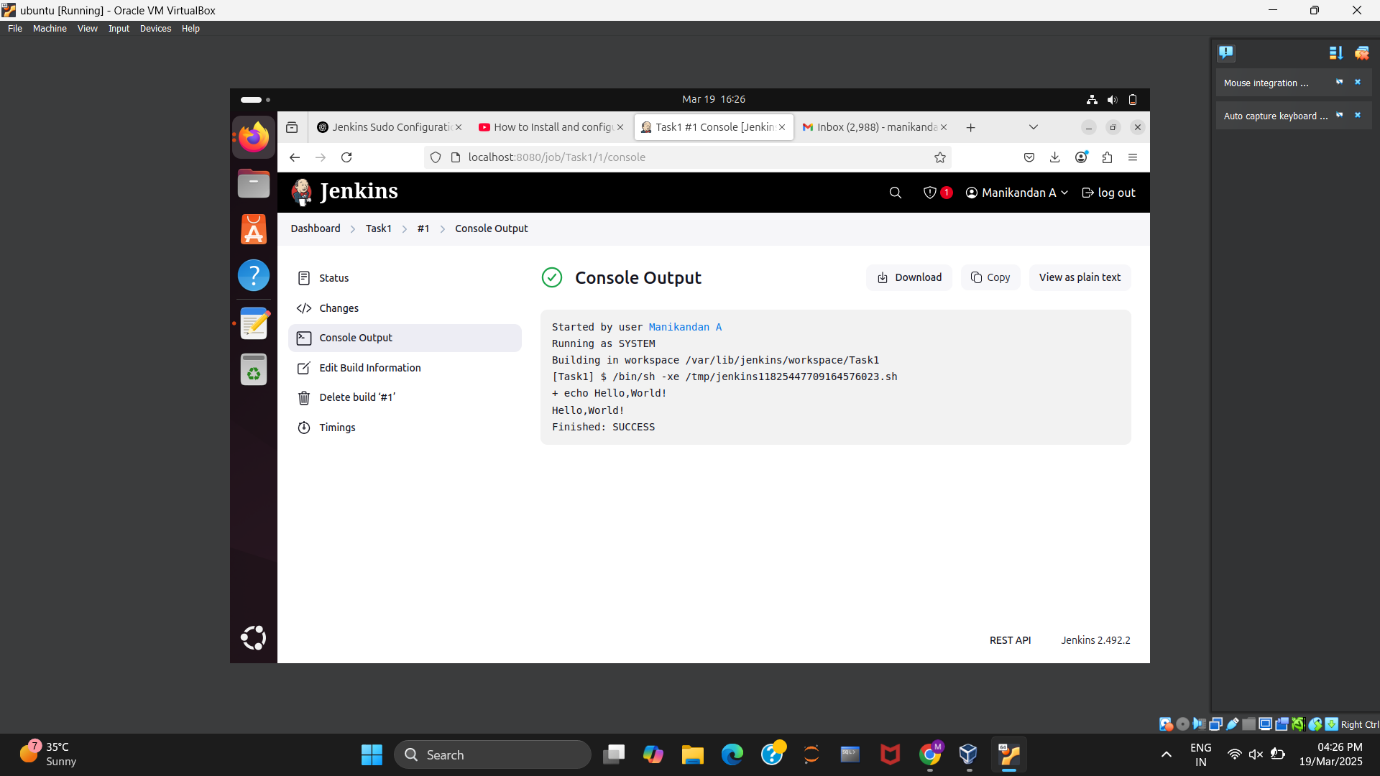 ubuntu [Running] - Oracle VM VirtualBox
File Machine View Input Devices Help
Mouse integration ...
Auto capture keyboard ...
Mar 19 16:26
Jenkins Sudo Configurati
How to Install and configu
Task1 #1 Console [Jenkin
Inbox (2,988) - manikanda
localhost:8080/job/Task1/1/console
Jenkins
1
Manikandan A
log out
Dashboard > Task1 > #1 > Console Output
Status
Changes
Console Output
Edit Build Information
Delete build '#1'
Timings
Console Output
Download
Copy
View as plain text
Started by user Manikandan A
Running as SYSTEM
Building in workspace /var/lib/jenkins/workspace/Task1
[Task1] $ /bin/sh -xe /tmp/jenkins11825447709164576023.sh
+ echo Hello,World!
Hello,World!
Finished: SUCCESS
REST API
Jenkins 2.492.2
Right Ctrl
7
35°C
Sunny
Search
M
ENG
IN
04:26 PM
19/Mar/2025